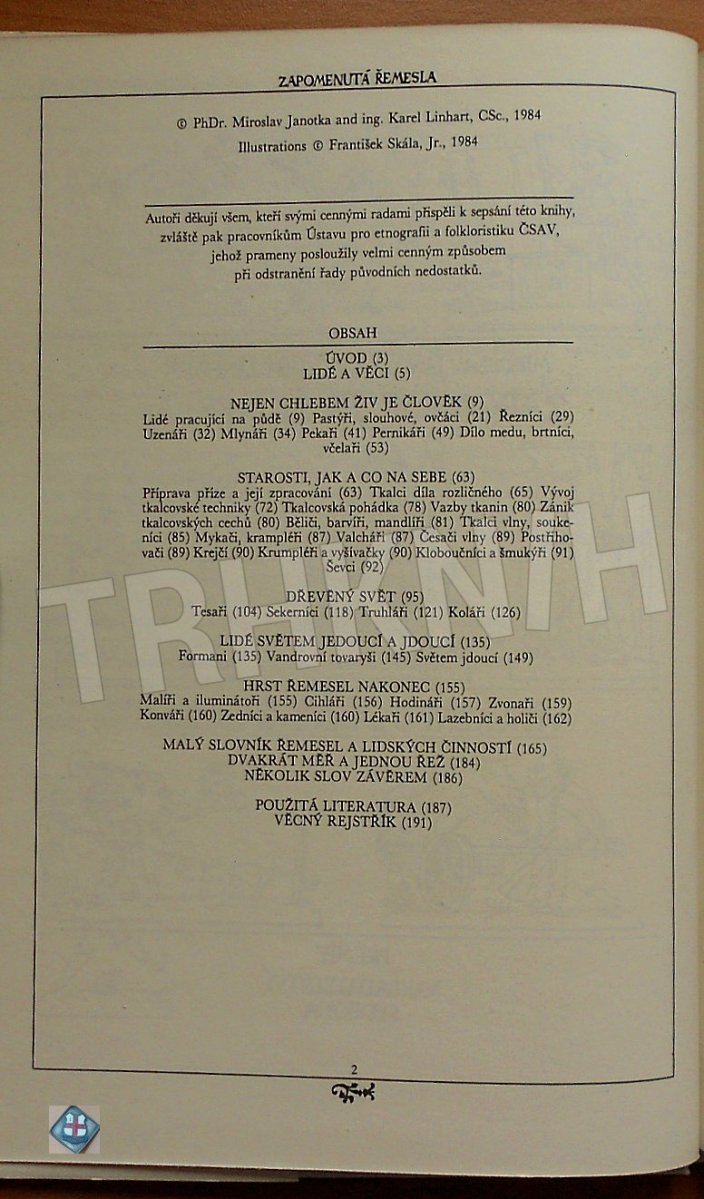 ZAPOMENUTÁ ŘEMESLA
© PhDr. Miroslav Janotka and ing. Karel Linhart, CSc., 1984
Illustrations © František Skála, Jr., 1984
Autoři děkují všem, kteří svými cennými radami přispěli k sepsání této knihy,
zvláště pak pracovníkům Ústavu pro etnografii a folkloristiku ČSAV,
jehož prameny posloužily velmi cenným způsobem
při odstranění řady původních nedostatků.
OBSAH
ÚVOD (3)
LIDÉ A VĚCI (5)
NEJEN CHLEBEM ŽIV JE ČLOVĚK (9)
Lidé pracující na půdě (9) Pastýři, slouhové, ovčáci (21) Řezníci (29)
Uzenáři (32) Mlynáři (34) Pekaři (41) Pernikáři (49) Dílo medu, brtníci,
včelaři (53)
STAROSTI, JAK A CO NA SEBE (63)
Příprava příze a její zpracování (63) Tkalci díla rozličného (65) Vývoj
tkalcovské techniky (72) Tkalcovská pohádka (78) Vazby tkanin (80) Zánik
tkalcovských cechů (80) Běliči, barvíři, mandlíři (81) Tkalci vlny, souke-
níci (85) Mykači, krampléři (87) Valcháři (87) Česači vlny (89) Postřiho-
vači (89) Krejčí (90) Krumpléři a vyšívačky (90) Kloboučníci a šmukýři (91)
Ševci (92)
DŘEVĚNÝ SVĚT (95)
Tesaři (104) Sekerníci (118) Truhláři (121) Koláři (126)
LIDÉ SVĚTEM JEDOUCÍ A JDOUCÍ (135)
Formani (135) Vandrovní tovaryši (145) Světem jdoucí (149)
HRST ŘEMESEL NAKONEC (155)
Malíři a iluminátoři (155) Cihláři (156) Hodináři (157) Zvonaři (159)
Konváři (160) Zedníci a kameníci (160) Lékaři (161) Lazebníci a holiči (162)
MALÝ SLOVNÍK ŘEMESEL A LIDSKÝCH ČINNOSTÍ (165)
DVAKRÁT MĚŘ A JEDNOU ŘEŽ (184)
NĚKOLIK SLOV ZÁVĚREM (186)
POUŽITÁ LITERATURA (187)
VĚCNÝ REJSTŘÍK (191)
TRHKNIH
2